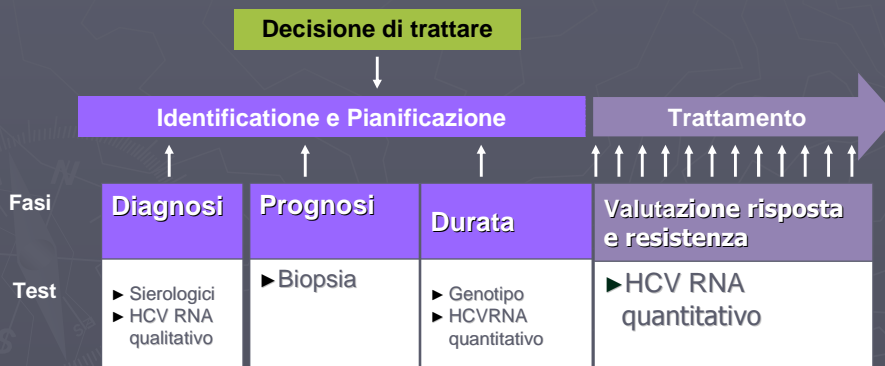 Decisione di trattare
Identificatione e Pianificazione
Trattamento
Fasi
Diagnosi
Prognosi
Durata
Valutazione risposta
e resistenza
Test
► Sierologici
► HCV RNA
qualitativo
►Biopsia
► Genotipo
► HCVRNA
quantitativo
►HCV RNA
quantitativo